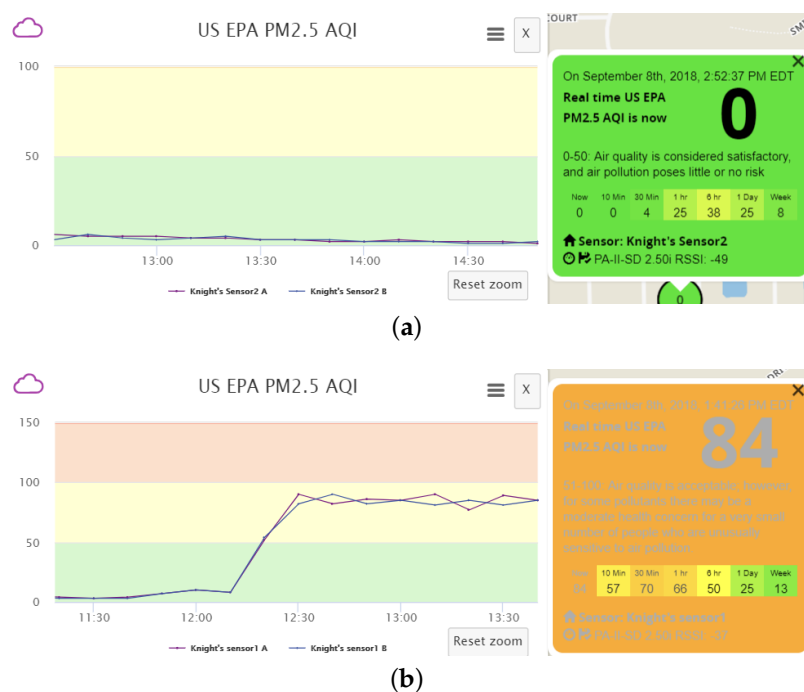 US EPA PM2.5 AQI
X
100
50
0
13:00 13:30 14:00 14:30
Knight's Sensor2 A Knight's Sensor2 B
Reset zoom
COURT
On September 8th, 2018, 2:52:37 PM EDT
Real time US EPA
PM2.5 AQI is now
0
0-50: Air quality is considered satisfactory,
and air pollution poses little or no risk
Now 10 Min 30 Min 1 hr 6 hr 1 Day Week
0 0 4 25 38 25 8
Sensor: Knight's Sensor2
PA-II-SD 2.50i RSSI: -49
0
(a)
US EPA PM2.5 AQI
X
150
100
50
0
11:30 12:00 12:30 13:00 13:30
Knight's sensor1 A Knight's sensor1 B
Reset zoom
On September 8th, 2018, 1:41:26 PM EDT
Real time US EPA
PM2.5 AQI is now
84
51-100: Air quality is acceptable, however,
for some pollutants there may be a
moderate health concern for a very small
number of people who are unusually
sensitive to air pollution.
Now 10 Min 30 Min 1 hr 6 hr 1 Day Week
84 57 70 66 50 25 13
Sensor: Knight's sensor1
PA-II-SD 2.50i RSSI: -37
(b)